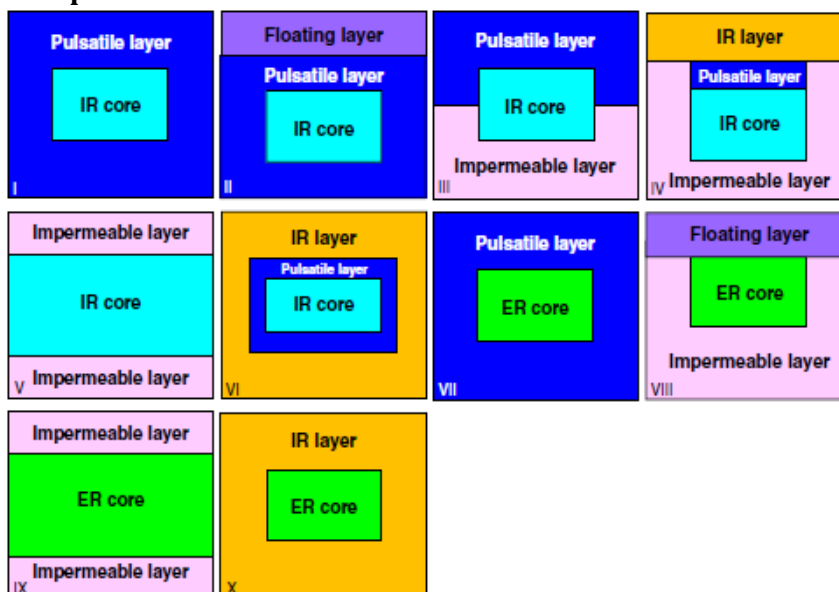 Pulsatile layer
IR core
I
Floating layer
Pulsatile layer
IR core
II
Pulsatile layer
IR core
Impermeable layer
III
IR layer
Pulsatile layer
IR core
Impermeable layer
IV
Impermeable layer
IR core
Impermeable layer
V
IR layer
Pulsatile layer
IR core
VI
Pulsatile layer
ER core
VII
Floating layer
ER core
Impermeable layer
VIII
Impermeable layer
ER core
Impermeable layer
IX
IR layer
ER core
X